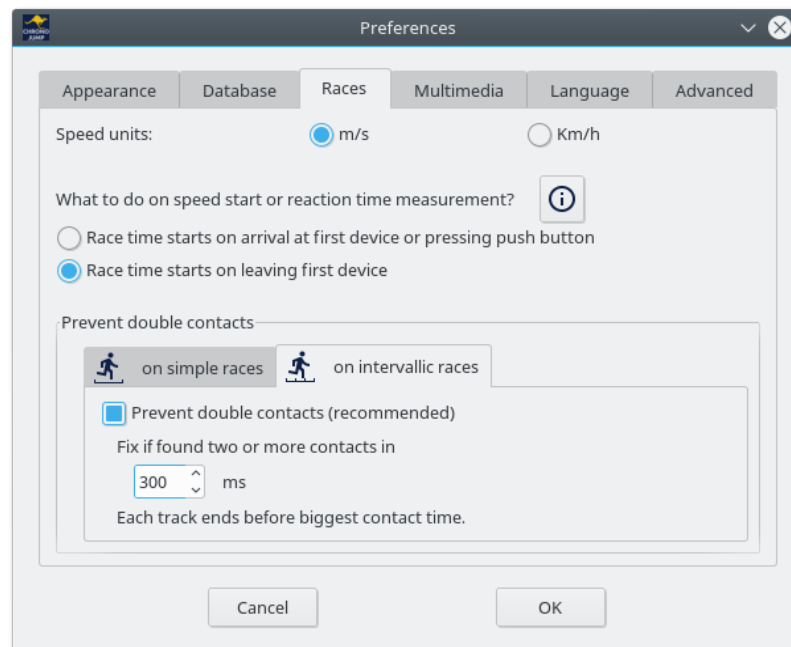 CHRONO
JUMP
Preferences
Appearance Database Races Multimedia Language Advanced
Speed units: m/s Km/h
What to do on speed start or reaction time measurement?
Race time starts on arrival at first device or pressing push button
Race time starts on leaving first device
Prevent double contacts
on simple races on intervallic races
Prevent double contacts (recommended)
Fix if found two or more contacts in
300 ms
Each track ends before biggest contact time.
Cancel OK